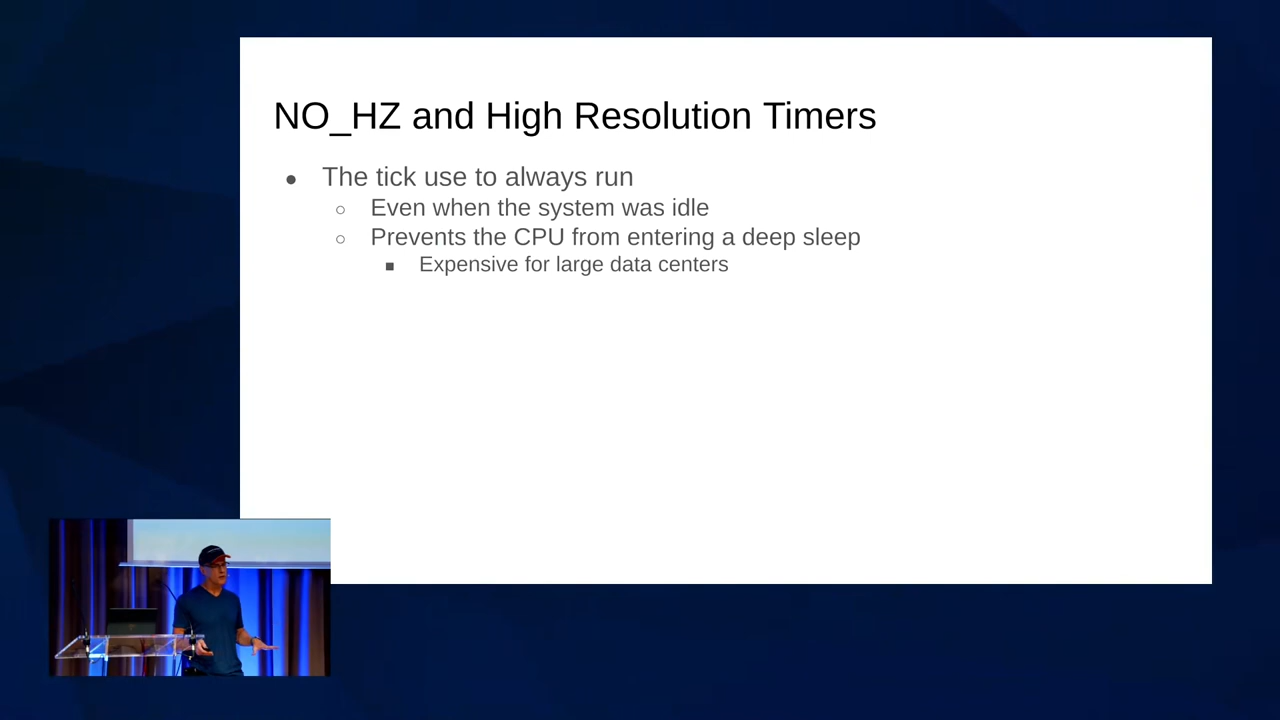 NO_HZ and High Resolution Timers
The tick use to always run
Even when the system was idle
Prevents the CPU from entering a deep sleep
Expensive for large data centers